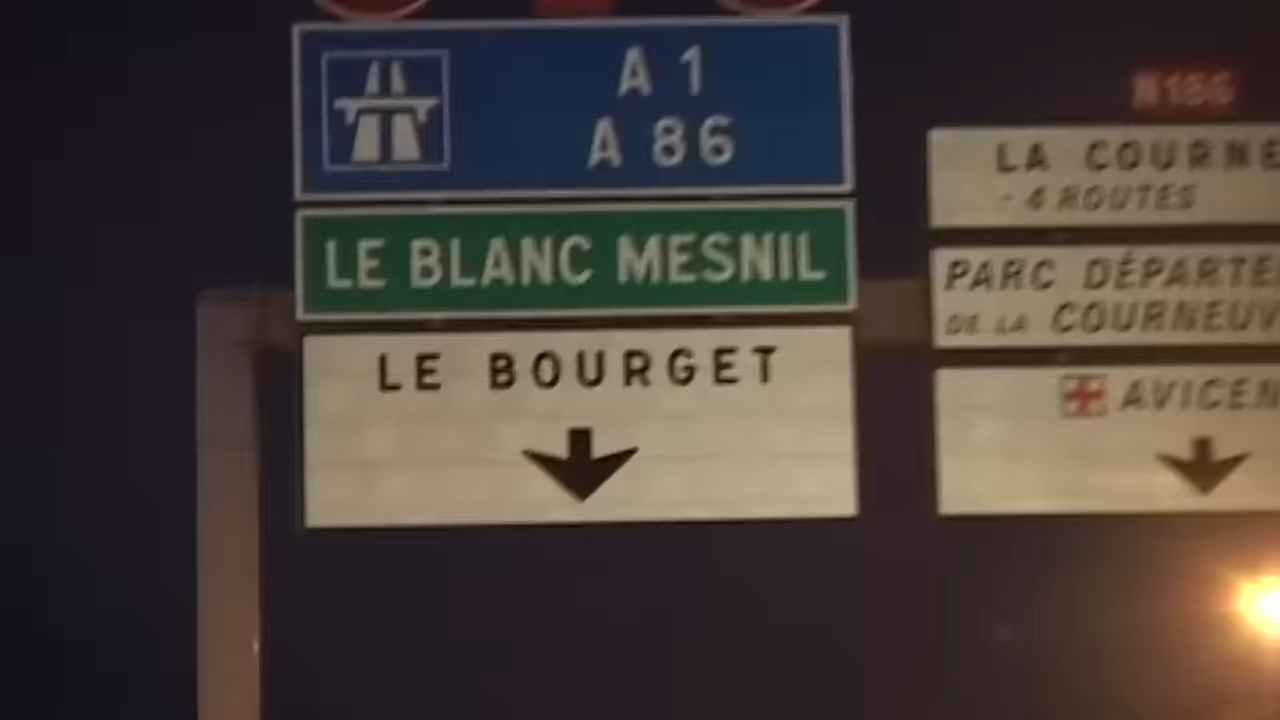 A 1
A 86
LE BLANC MESNIL
LE BOURGET
N186
LA COURNE
- 4 ROUTES
PARC DÉPARTE
DE LA COURNEUV
AVICEN